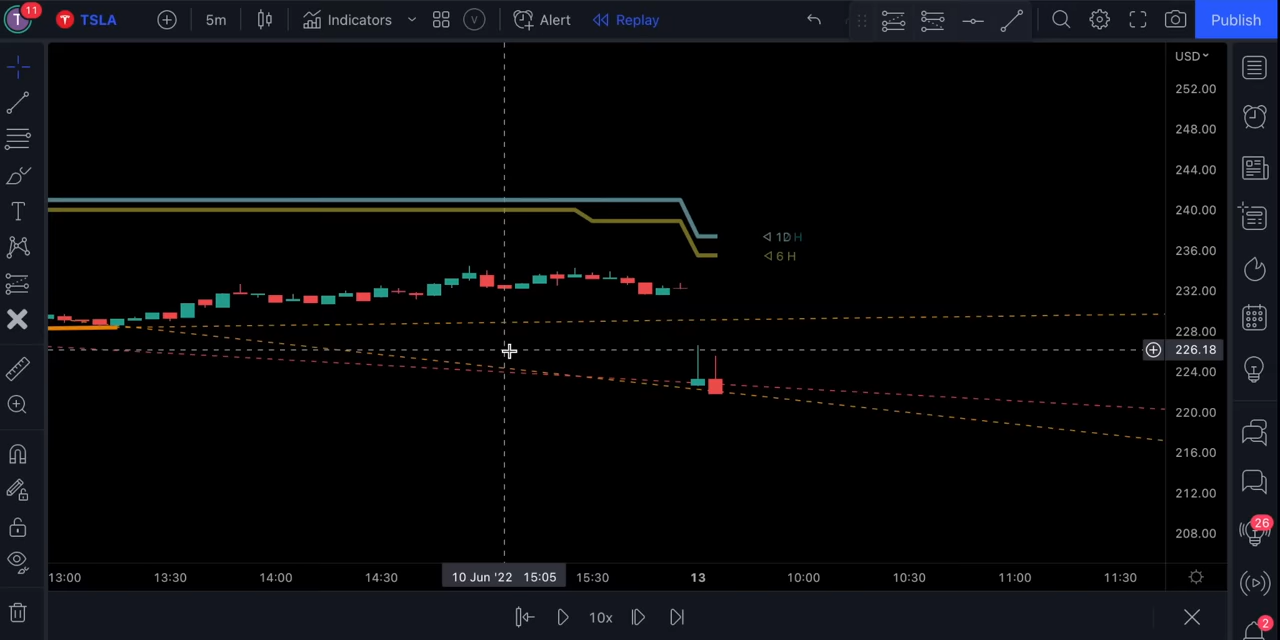 T 11 TSLA 5m Indicators V Alert Replay Publish
USD
252.00
248.00
244.00
240.00
1D H
236.00
6 H
232.00
228.00
226.18
224.00
220.00
216.00
212.00
26
208.00
13:00 13:30 14:00 14:30 10 Jun '22 15:05 15:30 13 10:00 10:30 11:00 11:30
10x
2